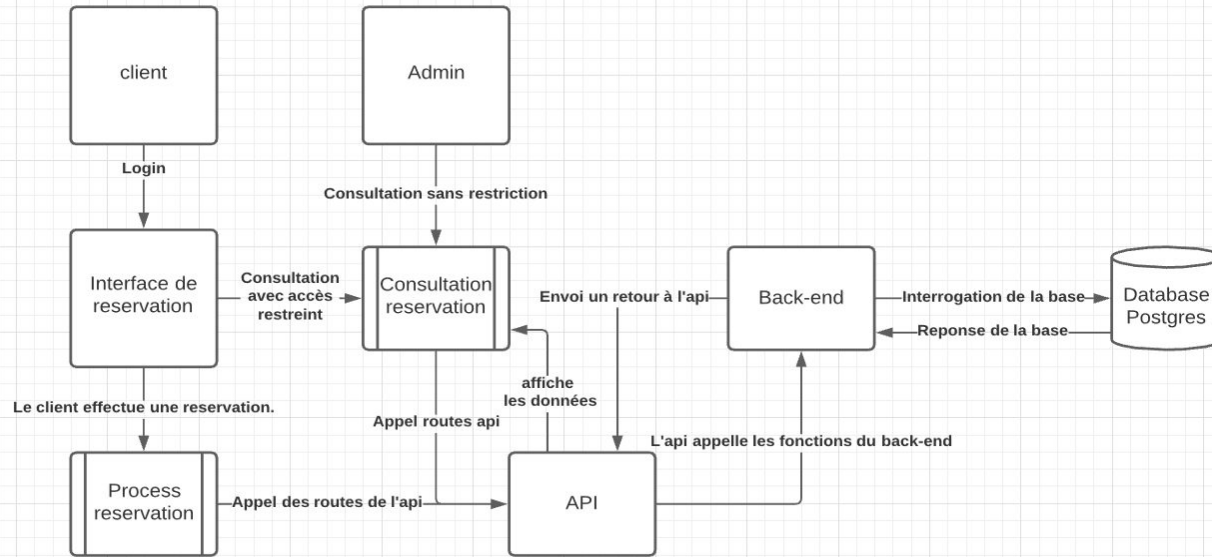 client
Admin
Login
Consultation sans restriction
Interface de
reservation
Consultation
avec accès
restreint
Consultation
reservation
Envoi un retour à l'api
Back-end
Interrogation de la base
Reponse de la base
Database
Postgres
affiche
les données
Le client effectue une reservation.
Appel routes api
L'api appelle les fonctions du back-end
Process
reservation
Appel des routes de l'api
API